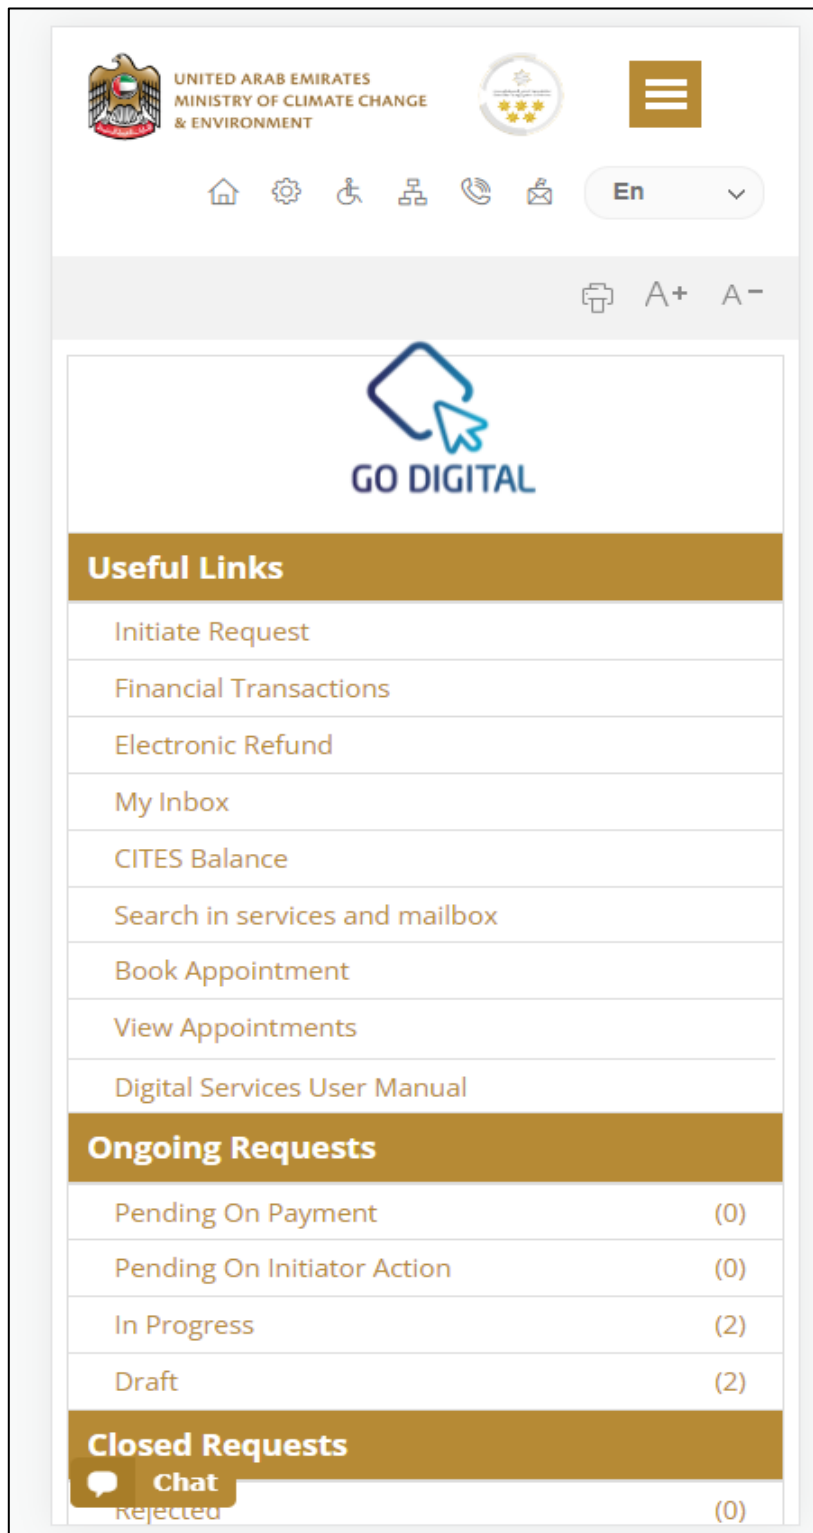 UNITED ARAB EMIRATES
MINISTRY OF CLIMATE CHANGE
& ENVIRONMENT
En
A+ A-
GO DIGITAL
Useful Links
Initiate Request
Financial Transactions
Electronic Refund
My Inbox
CITES Balance
Search in services and mailbox
Book Appointment
View Appointments
Digital Services User Manual
Ongoing Requests
Pending On Payment (0)
Pending On Initiator Action (0)
In Progress (2)
Draft (2)
Closed Requests
Chat
Rejected (0)